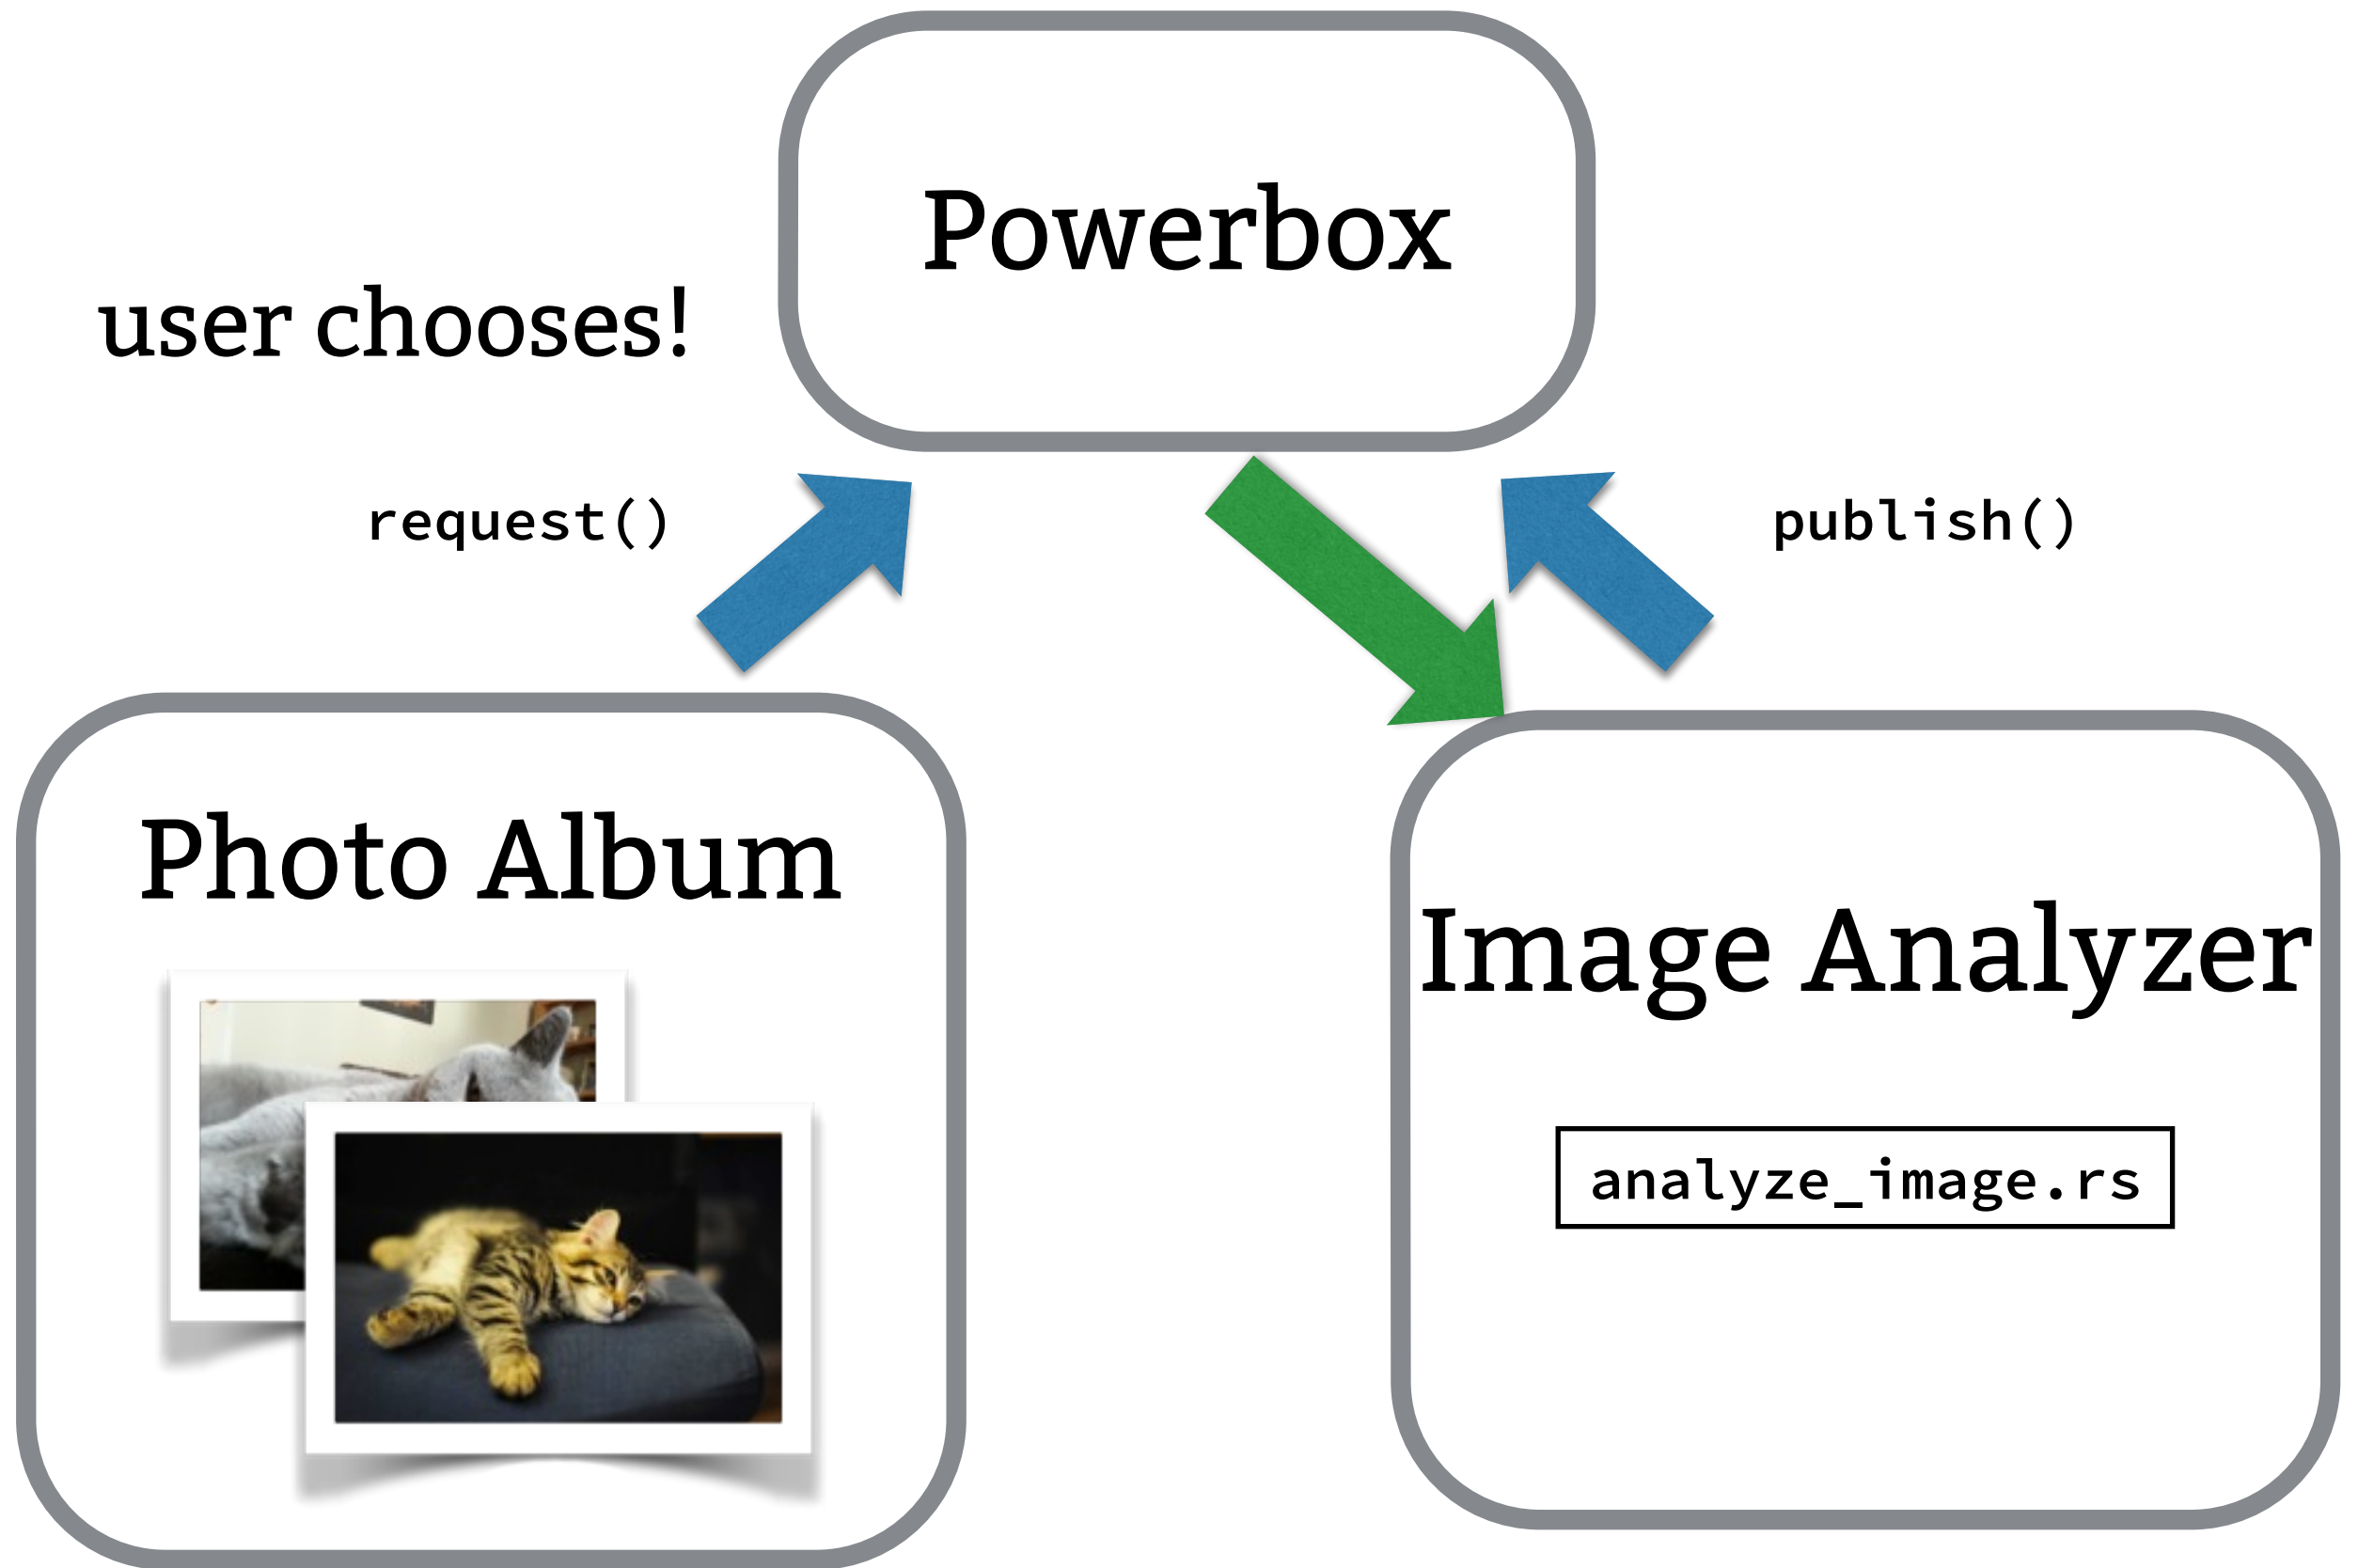 Powerbox
user chooses!
request()
publish()
Photo Album
Image Analyzer
analyze_image.rs